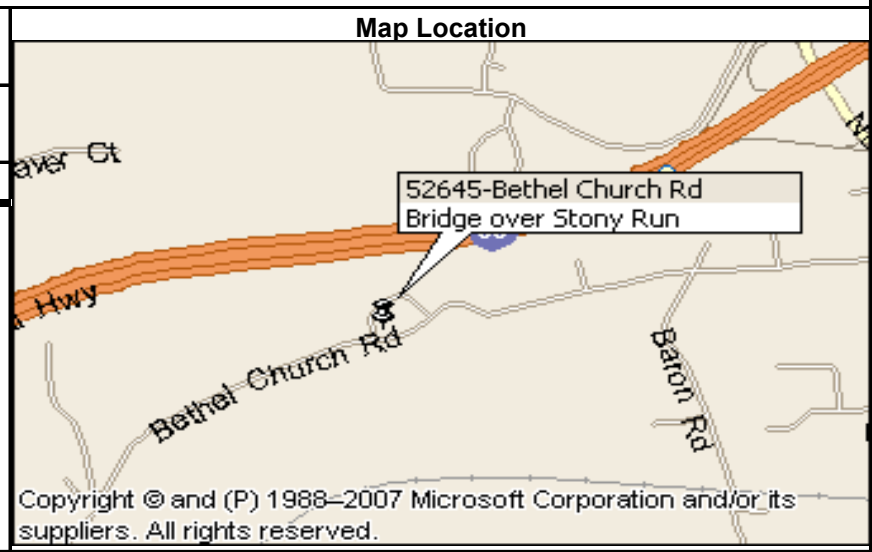 Map Location
aver Ct
52645-Bethel Church Rd
Bridge over Stony Run
Hwy
Bethel Church Rd
Baron Rd
Copyright © and (P) 1988–2007 Microsoft Corporation and/or its
suppliers. All rights reserved.